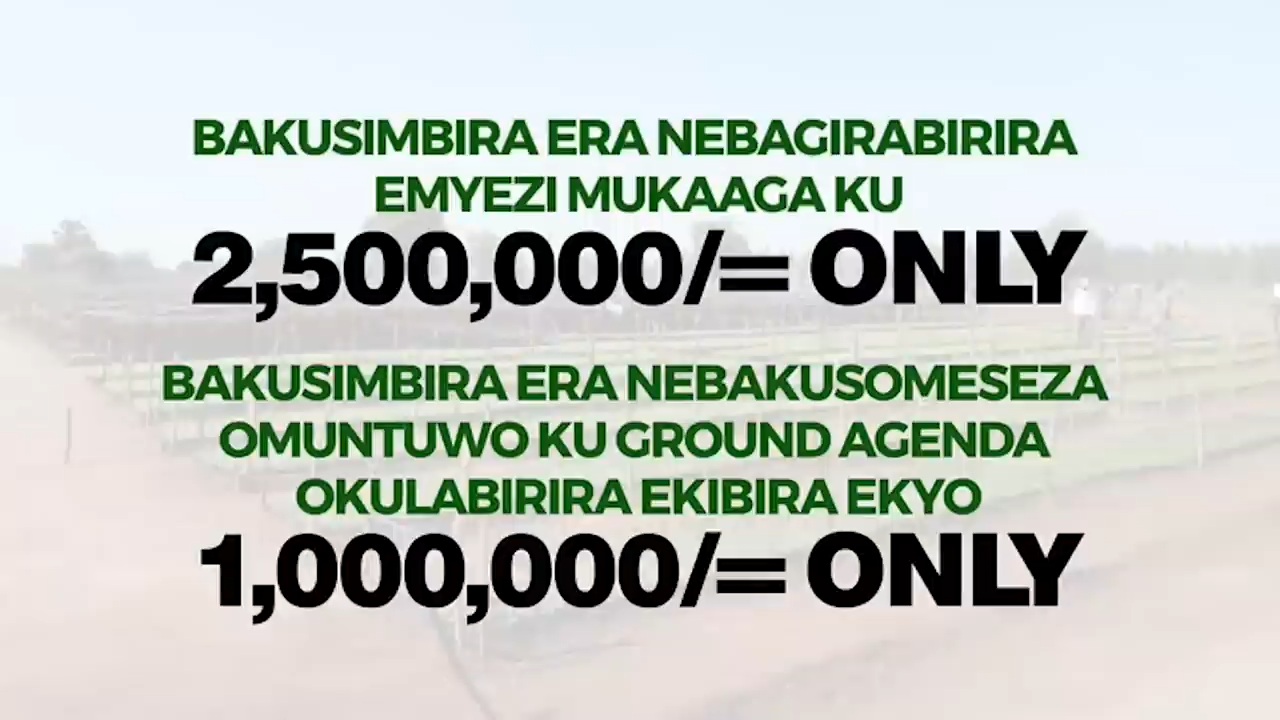 BAKUSIMBIRA ERA NEBAGIRABIRIRA
EMYEZI MUKAAGA KU
2,500,000/= ONLY
BAKUSIMBIRA ERA NEBAKUSOMESEZA
OMUNTUWO KU GROUND AGENDA
OKULABIRIRA EKIBIRA EKYO
1,000,000/= ONLY